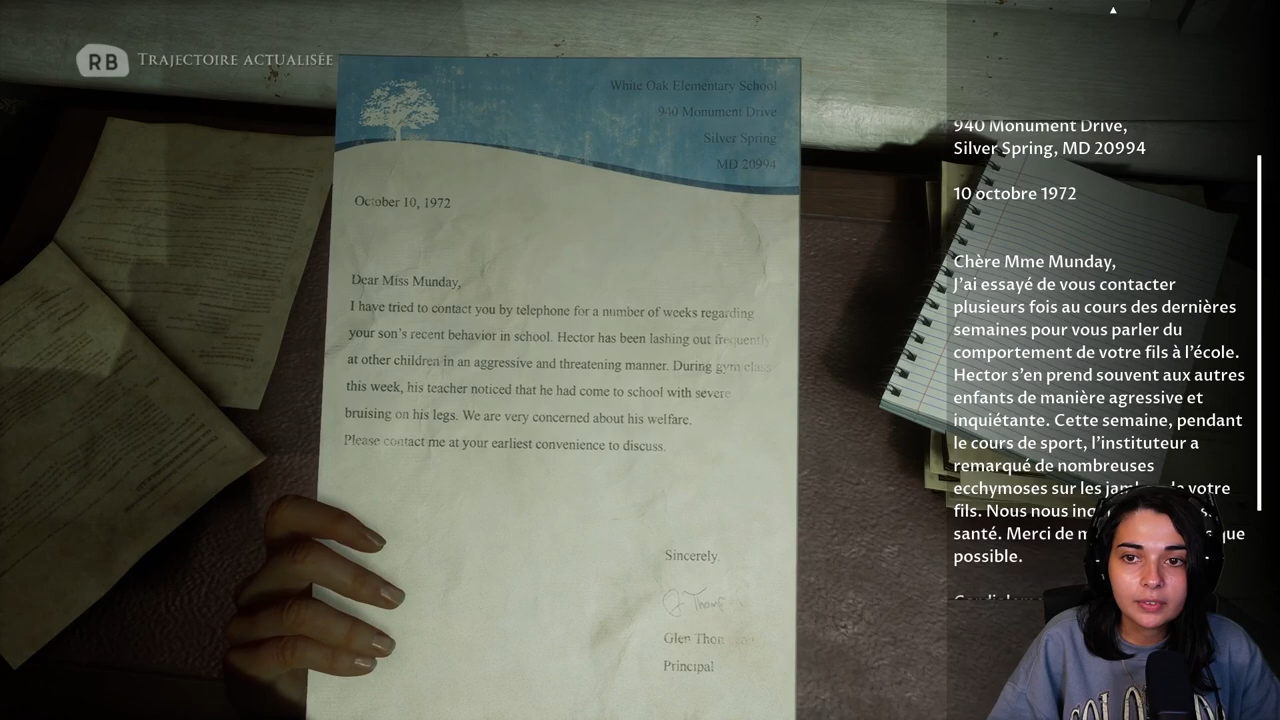 RB TRAJECTOIRE ACTUALISÉE
White Oak Elementary School
940 Monument Drive
Silver Spring
MD 20994
October 10, 1972
Dear Miss Munday,
I have tried to contact you by telephone for a number of weeks regarding
your son's recent behavior in school. Hector has been lashing out frequently
at other children in an aggressive and threatening manner. During gym class
this week, his teacher noticed that he had come to school with severe
bruising on his legs. We are very concerned about his welfare.
Please contact me at your earliest convenience to discuss.
Sincerely.
Glen
Principal
940 Monument Drive,
Silver Spring, MD 20994
10 octobre 1972
Chère Mme Munday,
J'ai essayé de vous contacter
plusieurs fois au cours des dernières
semaines pour vous parler du
comportement de votre fils à l'école.
Hector s'en prend souvent aux autres
enfants de manière agressive et
inquiétante. Cette semaine, pendant
le cours de sport, l'instituteur a
remarqué de nombreuses
ecchymoses sur les votre
fils. Nous nous
santé. Merci de que
possible.